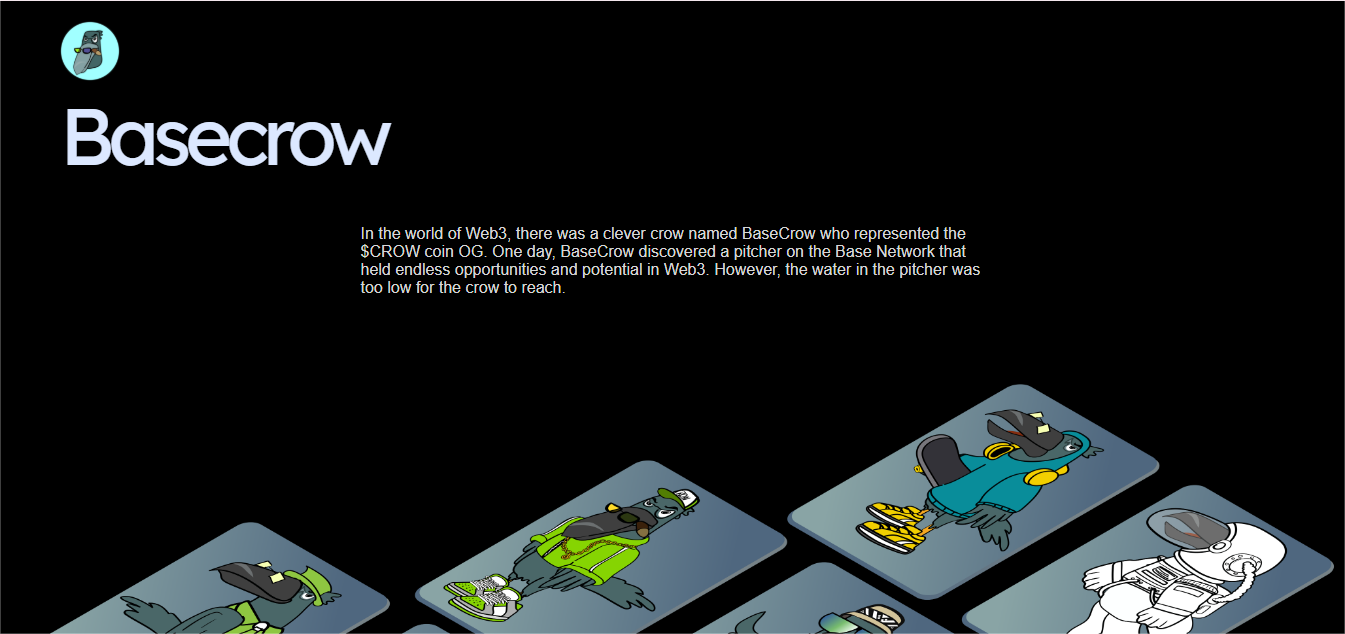 Basecrow
In the world of Web3, there was a clever crow named BaseCrow who represented the
$CROW coin OG. One day, BaseCrow discovered a pitcher on the Base Network that
held endless opportunities and potential in Web3. However, the water in the pitcher was
too low for the crow to reach.